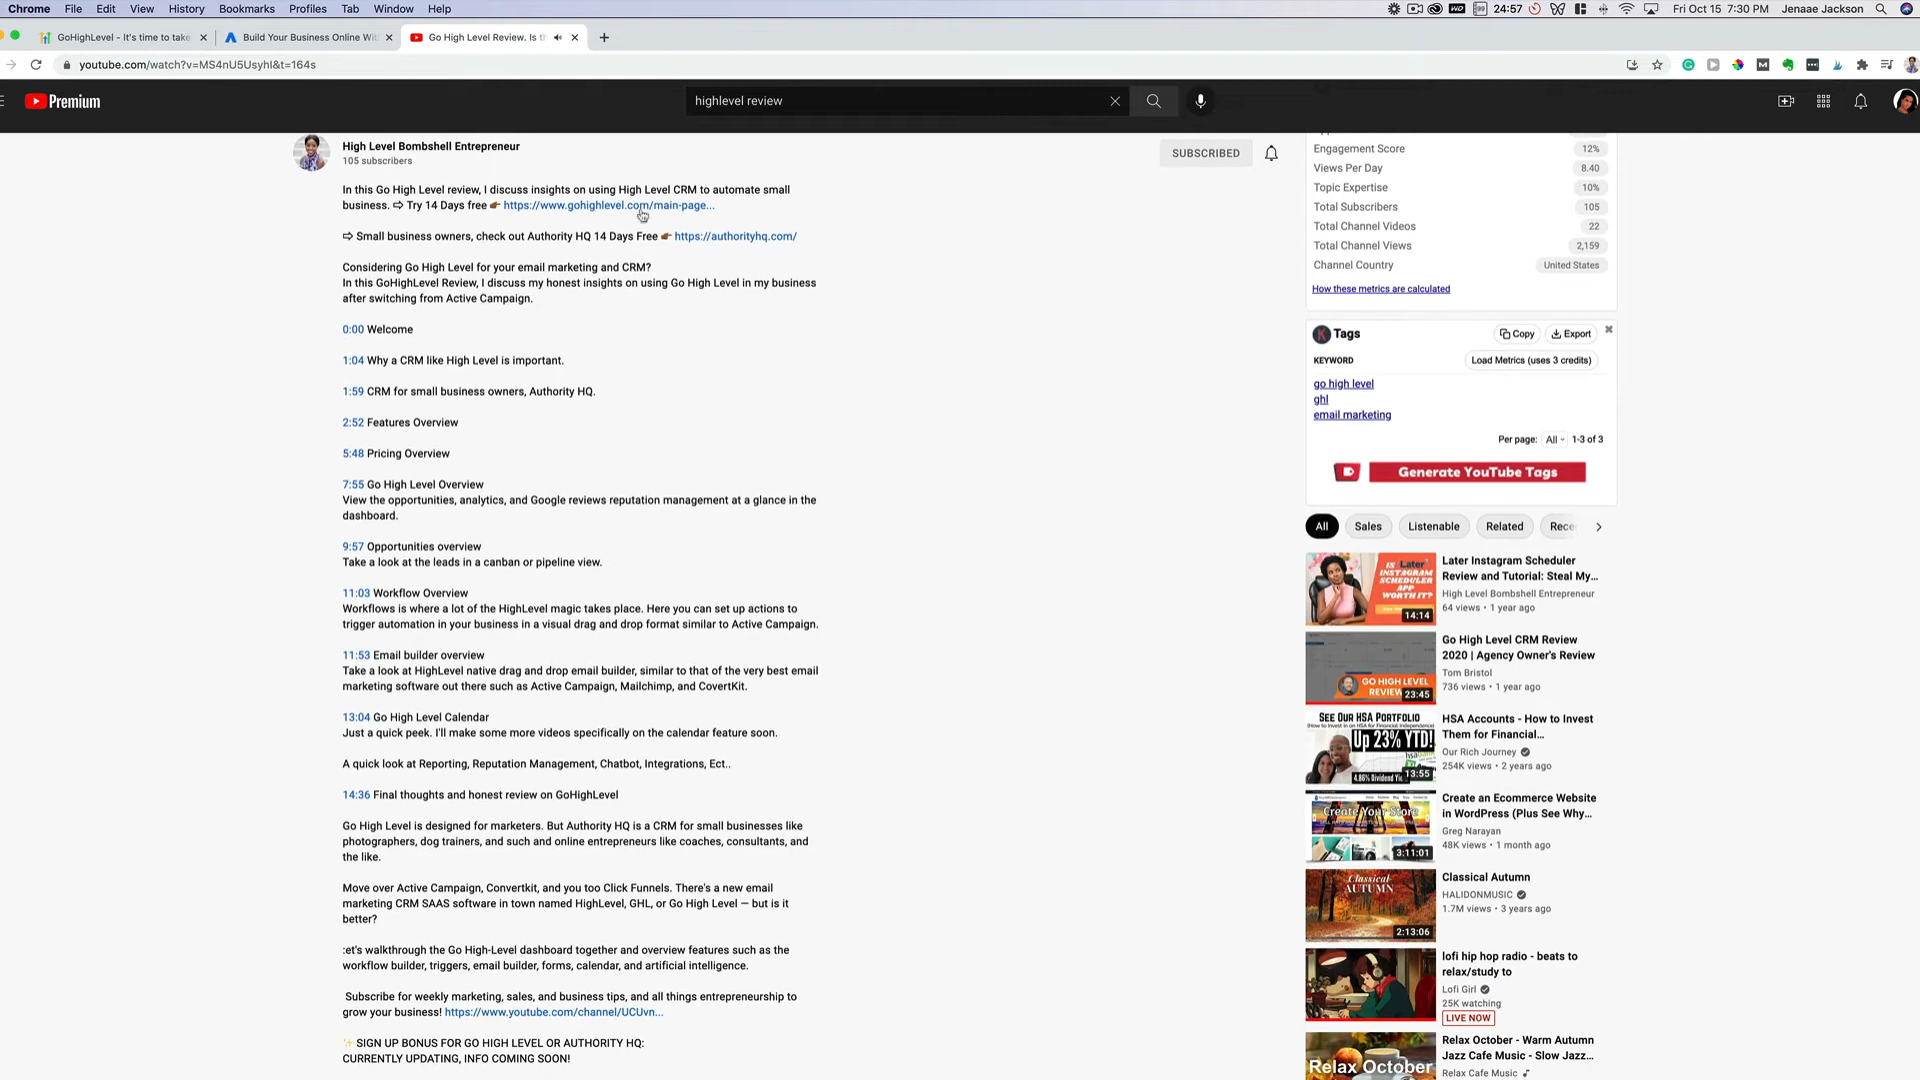 Chrome File Edit View History Bookmarks Profiles Tab Window Help
24:57 Fri Oct 15 7:30 PM Jenaae Jackson
GoHighLevel - It's time to take
Build Your Business Online Wit
Go High Level Review. Is t
youtube.com/watch?v=MS4nU5Usyhl&t=164s
Premium
highlevel review
High Level Bombshell Entrepreneur
105 subscribers
SUBSCRIBED
In this Go High Level review, I discuss insights on using High Level CRM to automate small
business. ⇨ Try 14 Days free 👉🏾 https://www.gohighlevel.com/main-page...
⇨ Small business owners, check out Authority HQ 14 Days Free 👉🏾 https://authorityhq.com/
Considering Go High Level for your email marketing and CRM?
In this GoHighLevel Review, I discuss my honest insights on using Go High Level in my business
after switching from Active Campaign.
0:00 Welcome
1:04 Why a CRM like High Level is important.
1:59 CRM for small business owners, Authority HQ.
2:52 Features Overview
5:48 Pricing Overview
7:55 Go High Level Overview
View the opportunities, analytics, and Google reviews reputation management at a glance in the
dashboard.
9:57 Opportunities overview
Take a look at the leads in a canban or pipeline view.
11:03 Workflow Overview
Workflows is where a lot of the HighLevel magic takes place. Here you can set up actions to
trigger automation in your business in a visual drag and drop format similar to Active Campaign.
11:53 Email builder overview
Take a look at HighLevel native drag and drop email builder, similar to that of the very best email
marketing software out there such as Active Campaign, Mailchimp, and CovertKit.
13:04 Go High Level Calendar
Just a quick peek. I'll make some more videos specifically on the calendar feature soon.
A quick look at Reporting, Reputation Management, Chatbot, Integrations, Ect..
14:36 Final thoughts and honest review on GoHighLevel
Go High Level is designed for marketers. But Authority HQ is a CRM for small businesses like
photographers, dog trainers, and such and online entrepreneurs like coaches, consultants, and
the like.
Move over Active Campaign, Convertkit, and you too Click Funnels. There's a new email
marketing CRM SAAS software in town named HighLevel, GHL, or Go High Level — but is it
better?
:et's walkthrough the Go High-Level dashboard together and overview features such as the
workflow builder, triggers, email builder, forms, calendar, and artificial intelligence.
Subscribe for weekly marketing, sales, and business tips, and all things entrepreneurship to
grow your business! https://www.youtube.com/channel/UCUvn...
✨ SIGN UP BONUS FOR GO HIGH LEVEL OR AUTHORITY HQ:
CURRENTLY UPDATING, INFO COMING SOON!
Engagement Score 12%
Views Per Day 8.40
Topic Expertise 10%
Total Subscribers 105
Total Channel Videos 22
Total Channel Views 2,159
Channel Country United States
How these metrics are calculated
Tags Copy Export
KEYWORD Load Metrics (uses 3 credits)
go high level
ghl
email marketing
Per page: All 1-3 of 3
Generate YouTube Tags
All Sales Listenable Related Rece
IS Later INSTAGRAM SCHEDULER APP WORTH IT?
14:14
Later Instagram Scheduler
Review and Tutorial: Steal My...
High Level Bombshell Entrepreneur
64 views • 1 year ago
GO HIGH LEVEL
REVIEW
23:45
Go High Level CRM Review
2020 | Agency Owner's Review
Tom Bristol
736 views • 1 year ago
SEE OUR HSA PORTFOLIO
Up 23% YTD!
13:55
HSA Accounts - How to Invest
Them for Financial...
Our Rich Journey
254K views • 2 years ago
Create Your Store
3:11:01
Create an Ecommerce Website
in WordPress (Plus See Why...
Greg Narayan
48K views • 1 month ago
Classical
AUTUMN
2:13:06
Classical Autumn
HALIDONMUSIC
1.7M views • 3 years ago
lofi hip hop radio - beats to
relax/study to
Lofi Girl
25K watching
LIVE NOW
Relax October
Relax October - Warm Autumn
Jazz Cafe Music - Slow Jazz...
Relax Cafe Music